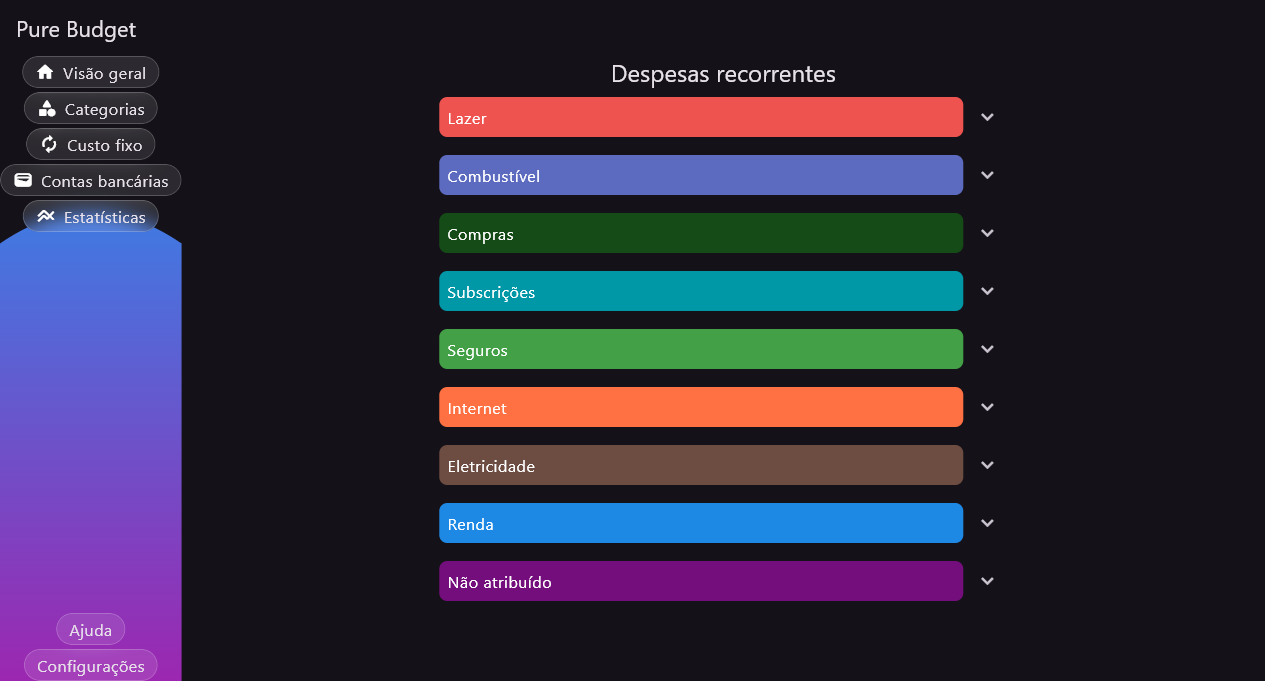 Pure Budget
Visão geral
Categorias
Custo fixo
Contas bancárias
Estatísticas
Ajuda
Configurações
Despesas recorrentes
Lazer
Combustível
Compras
Subscrições
Seguros
Internet
Eletricidade
Renda
Não atribuído